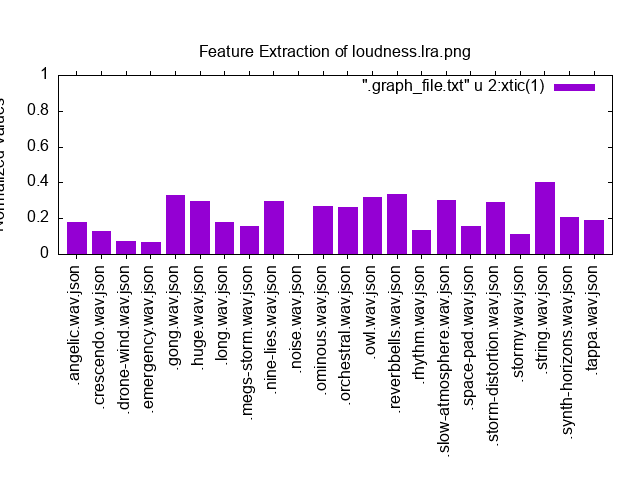 Feature Extraction of loudness.lra.png
Normalized Values
".graph_file.txt" u 2:xtic(1)
1
0.8
0.6
0.4
0.2
0
.angelic.wav.json
.crescendo.wav.json
.drone-wind.wav.json
.emergency.wav.json
.gong.wav.json
.huge.wav.json
.long.wav.json
.megs-storm.wav.json
.nine-lies.wav.json
.noise.wav.json
.ominous.wav.json
.orchestral.wav.json
.owl.wav.json
.reverbbells.wav.json
.rhythm.wav.json
.slow-atmosphere.wav.json
.space-pad.wav.json
.storm-distortion.wav.json
.stormy.wav.json
.string.wav.json
.synth-horizons.wav.json
.tappa.wav.json